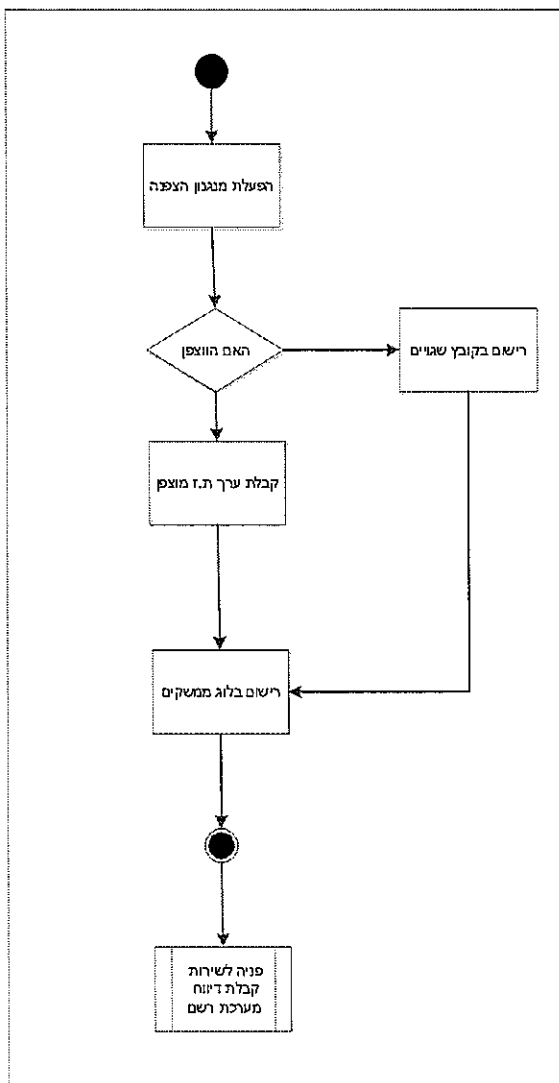 הפעלת מנגנון הצפנה
האם הווצפן
רישום בקובץ שגויים
קבלת ערך ת.ז מוצפן
רישום בלוג ממשקים
פניה לשירות
קבלת דיווח
מערכת רשם